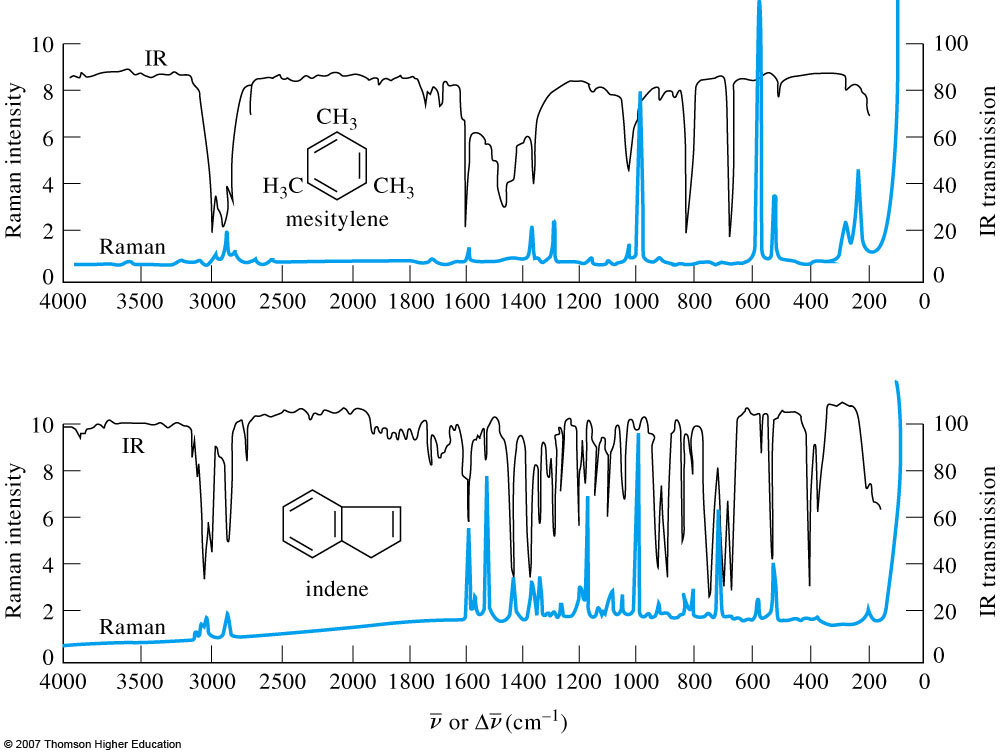 IR
10
8
6
4
2
0
Raman intensity
100
80
60
40
20
0
IR transmission
CH₃
H₃C
CH₃
mesitylene
Raman
4000 3500 3000 2500 2000 1800 1600 1400 1200 1000 800 600 400 200 0
10
8
6
4
2
0
Raman intensity
100
80
60
40
20
0
IR transmission
IR
indene
Raman
4000 3500 3000 2500 2000 1800 1600 1400 1200 1000 800 600 400 200 0
ν̅ or Δν̅ (cm⁻¹)
© 2007 Thomson Higher Education